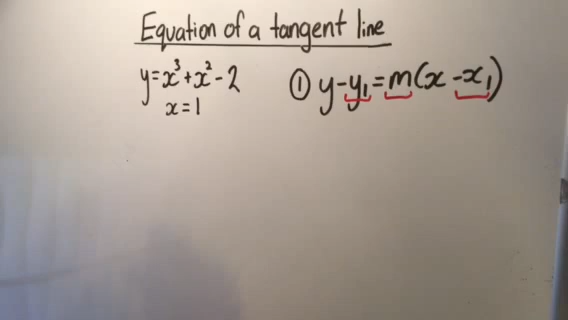 Equation of a tangent line
y=x³+x²-2
x=1
① y-y₁=m(x-x₁)